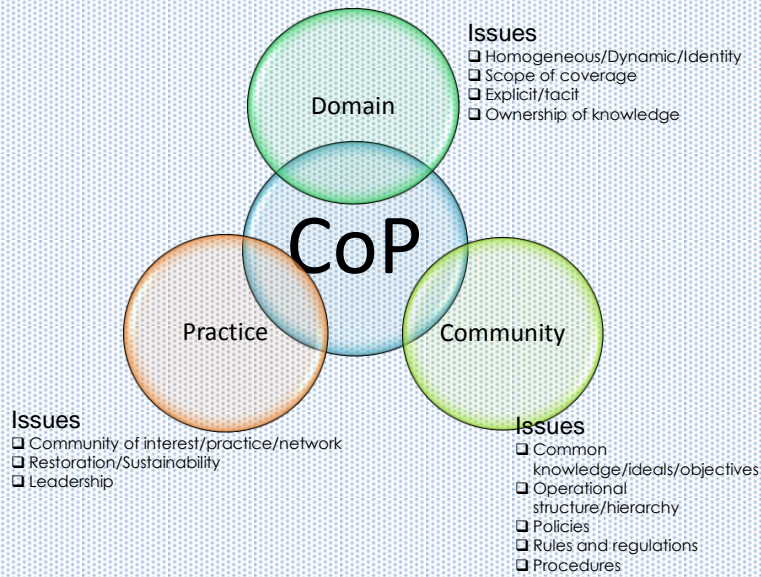 Issues
❑ Homogeneous/Dynamic/Identity
❑ Scope of coverage
❑ Explicit/tacit
❑ Ownership of knowledge
Domain
CoP
Practice
Community
Issues
❑ Community of interest/practice/network
❑ Restoration/Sustainability
❑ Leadership
Issues
❑ Common
knowledge/ideals/objectives
❑ Operational
structure/hierarchy
❑ Policies
❑ Rules and regulations
❑ Procedures